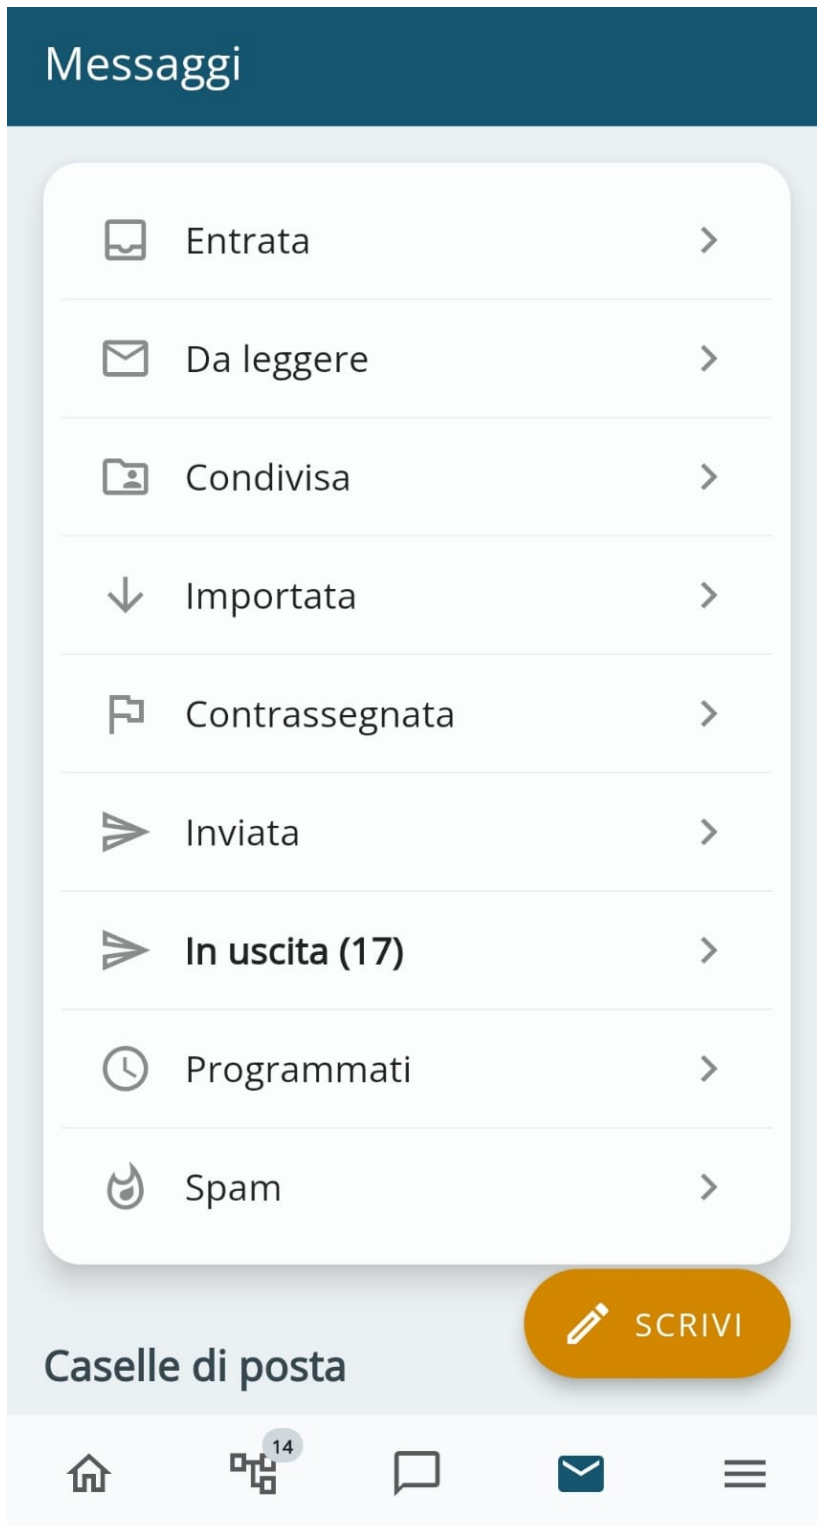 Messaggi
Entrata
Da leggere
Condivisa
Importata
Contrassegnata
Inviata
In uscita (17)
Programmati
Spam
SCRIVI
Caselle di posta
14